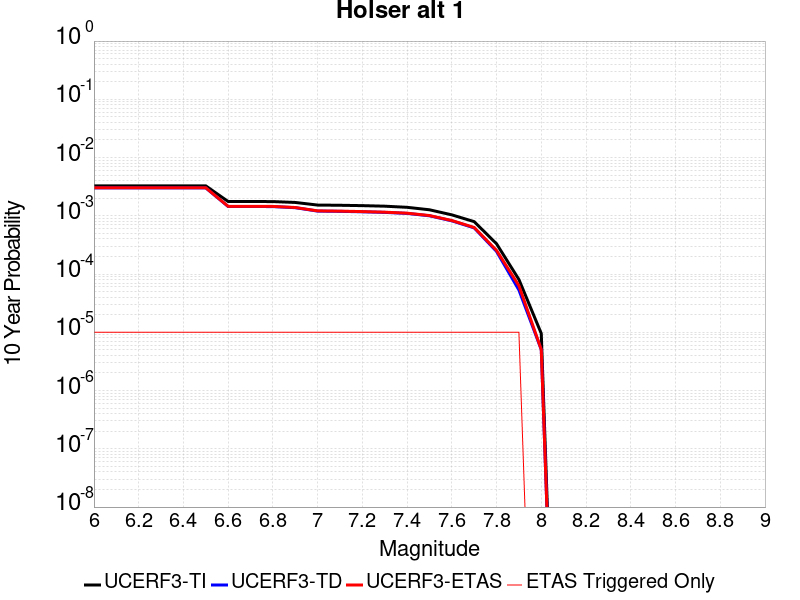 Holser alt 1
10 0
10 -1
10 -2
10 -3
10 -4
10 -5
10 -6
10 -7
10 -8
10 Year Probability
6 6.2 6.4 6.6 6.8 7 7.2 7.4 7.6 7.8 8 8.2 8.4 8.6 8.8 9
Magnitude
UCERF3-TI UCERF3-TD UCERF3-ETAS ETAS Triggered Only